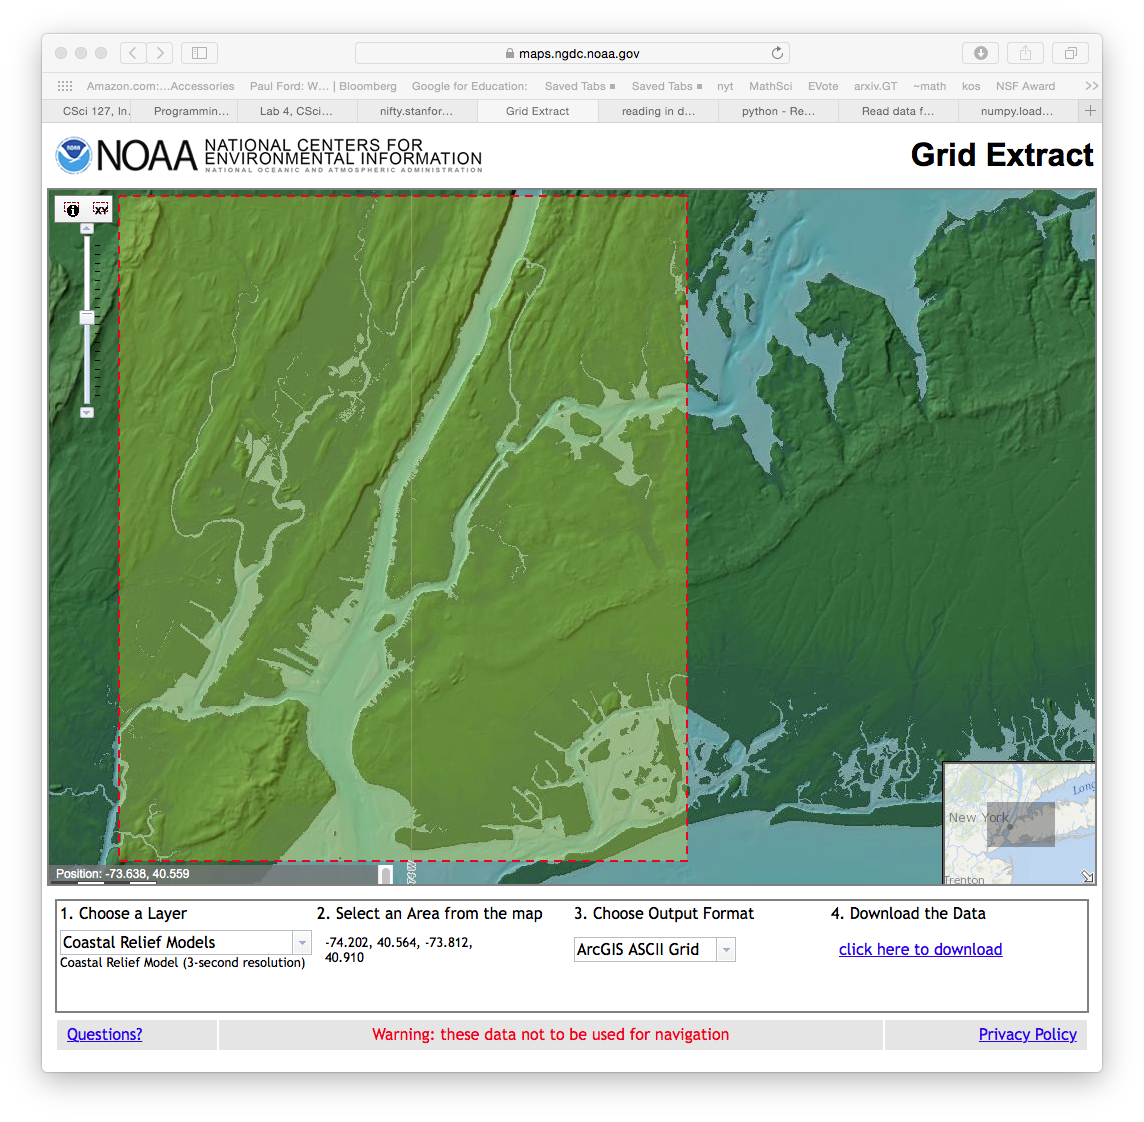 maps.ngdc.noaa.gov
Amazon.com:...Accessories Paul Ford: W... | Bloomberg Google for Education: Saved Tabs Saved Tabs nyt MathSci EVote arxiv.GT ~math kos NSF Award >>
CSci 127, In. Programmin... Lab 4, CSci... nifty.stanfor... Grid Extract reading in d... python - Re... Read data f... numpy.load... +
NOAA NATIONAL CENTERS FOR
ENVIRONMENTAL INFORMATION
NATIONAL OCEANIC AND ATMOSPHERIC ADMINISTRATION
Grid Extract
XY
New York
Long
Trenton
Position: -73.638, 40.559
1. Choose a Layer
Coastal Relief Models
Coastal Relief Model (3-second resolution)
2. Select an Area from the map
-74.202, 40.564, -73.812,
40.910
3. Choose Output Format
ArcGIS ASCII Grid
4. Download the Data
click here to download
Questions?
Warning: these data not to be used for navigation
Privacy Policy